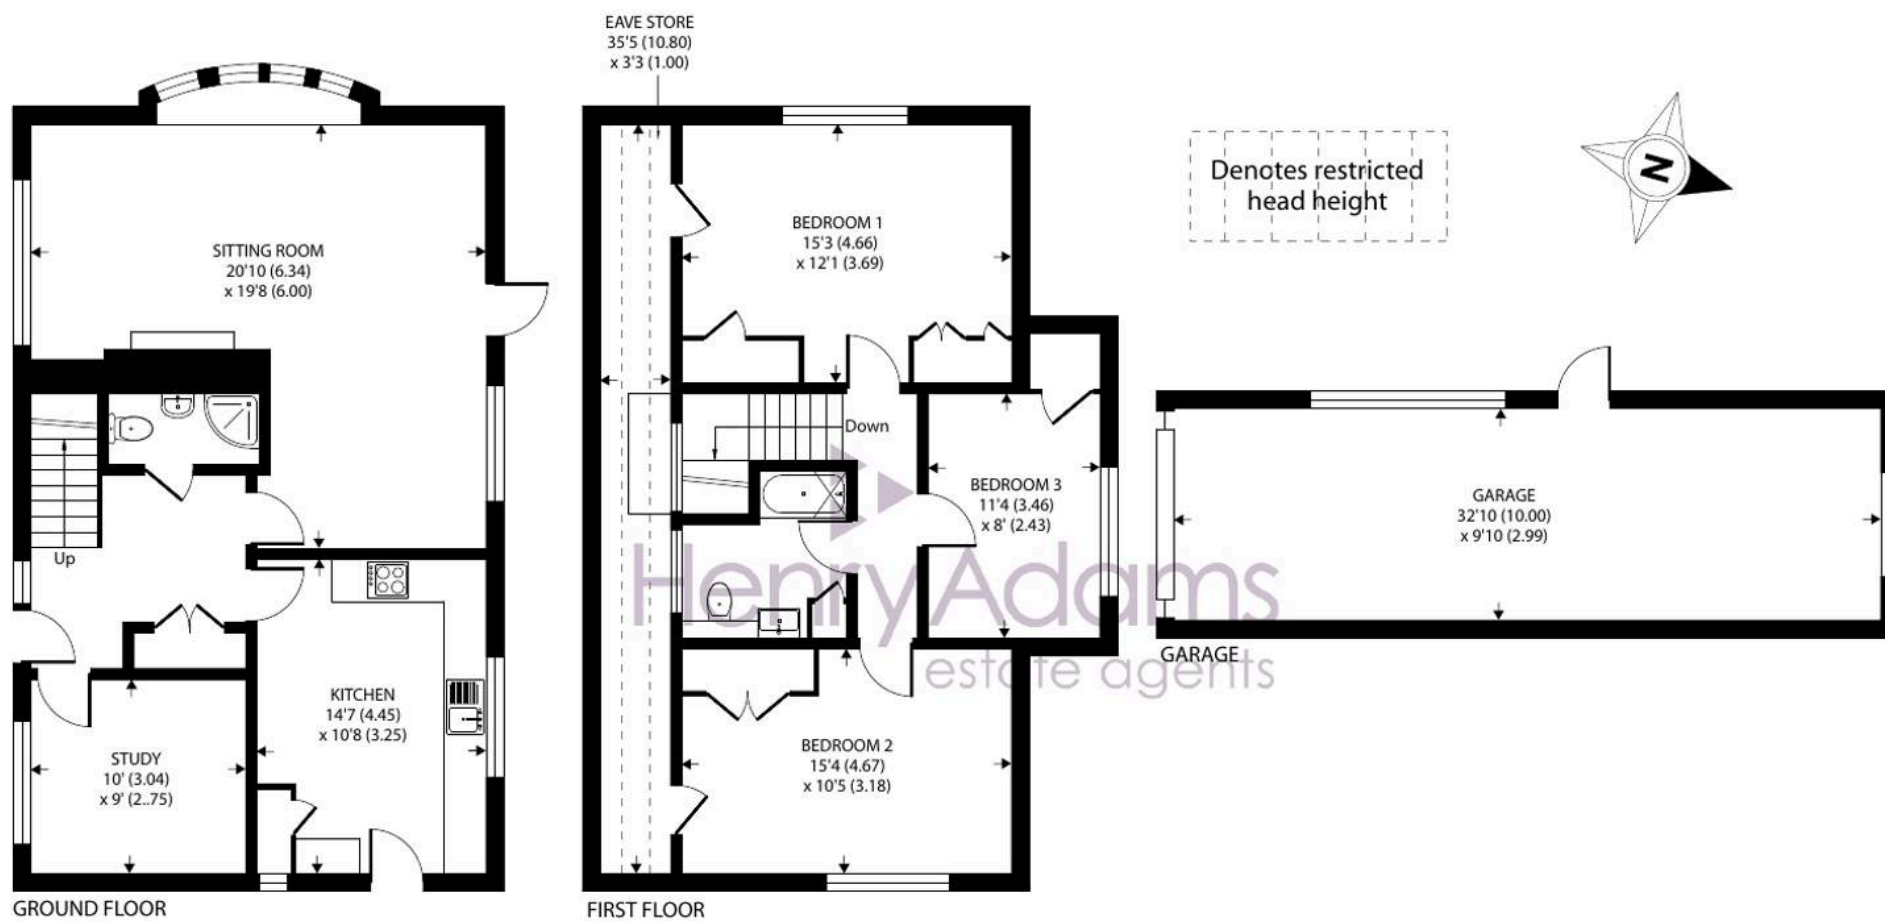 EAVE STORE
35'5 (10.80)
x 3'3 (1.00)
SITTING ROOM
20'10 (6.34)
x 19'8 (6.00)
Up
KITCHEN
14'7 (4.45)
x 10'8 (3.25)
STUDY
10' (3.04)
x 9' (2..75)
GROUND FLOOR
BEDROOM 1
15'3 (4.66)
x 12'1 (3.69)
Down
BEDROOM 3
11'4 (3.46)
x 8' (2.43)
BEDROOM 2
15'4 (4.67)
x 10'5 (3.18)
FIRST FLOOR
Henry Adams
estate agents
Denotes restricted
head height
N
GARAGE
32'10 (10.00)
x 9'10 (2.99)
GARAGE